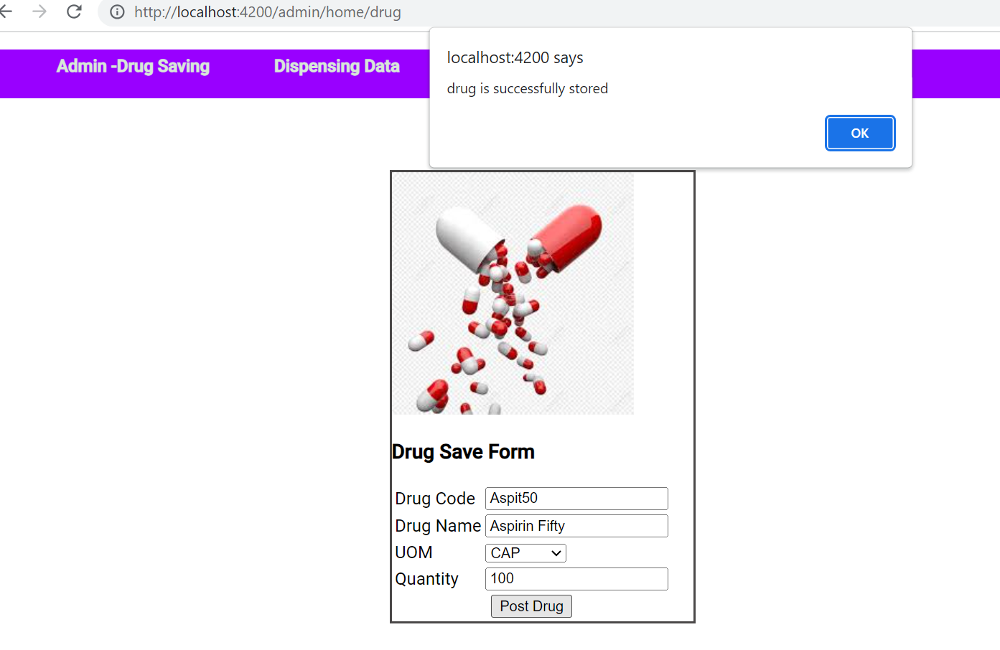 http://localhost:4200/admin/home/drug
Admin -Drug Saving
Dispensing Data
localhost:4200 says
drug is successfully stored
OK
Drug Save Form
Drug Code Aspit50
Drug Name Aspirin Fifty
UOM CAP
Quantity 100
Post Drug